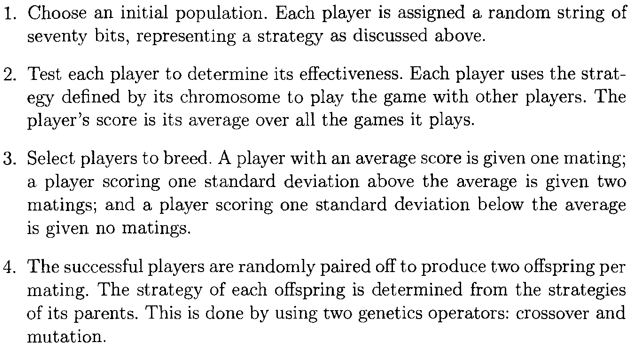 1. Choose an initial population. Each player is assigned a random string of
seventy bits, representing a strategy as discussed above.
2. Test each player to determine its effectiveness. Each player uses the strat-
egy defined by its chromosome to play the game with other players. The
player's score is its average over all the games it plays.
3. Select players to breed. A player with an average score is given one mating;
a player scoring one standard deviation above the average is given two
matings; and a player scoring one standard deviation below the average
is given no matings.
4. The successful players are randomly paired off to produce two offspring per
mating. The strategy of each offspring is determined from the strategies
of its parents. This is done by using two genetics operators: crossover and
mutation.